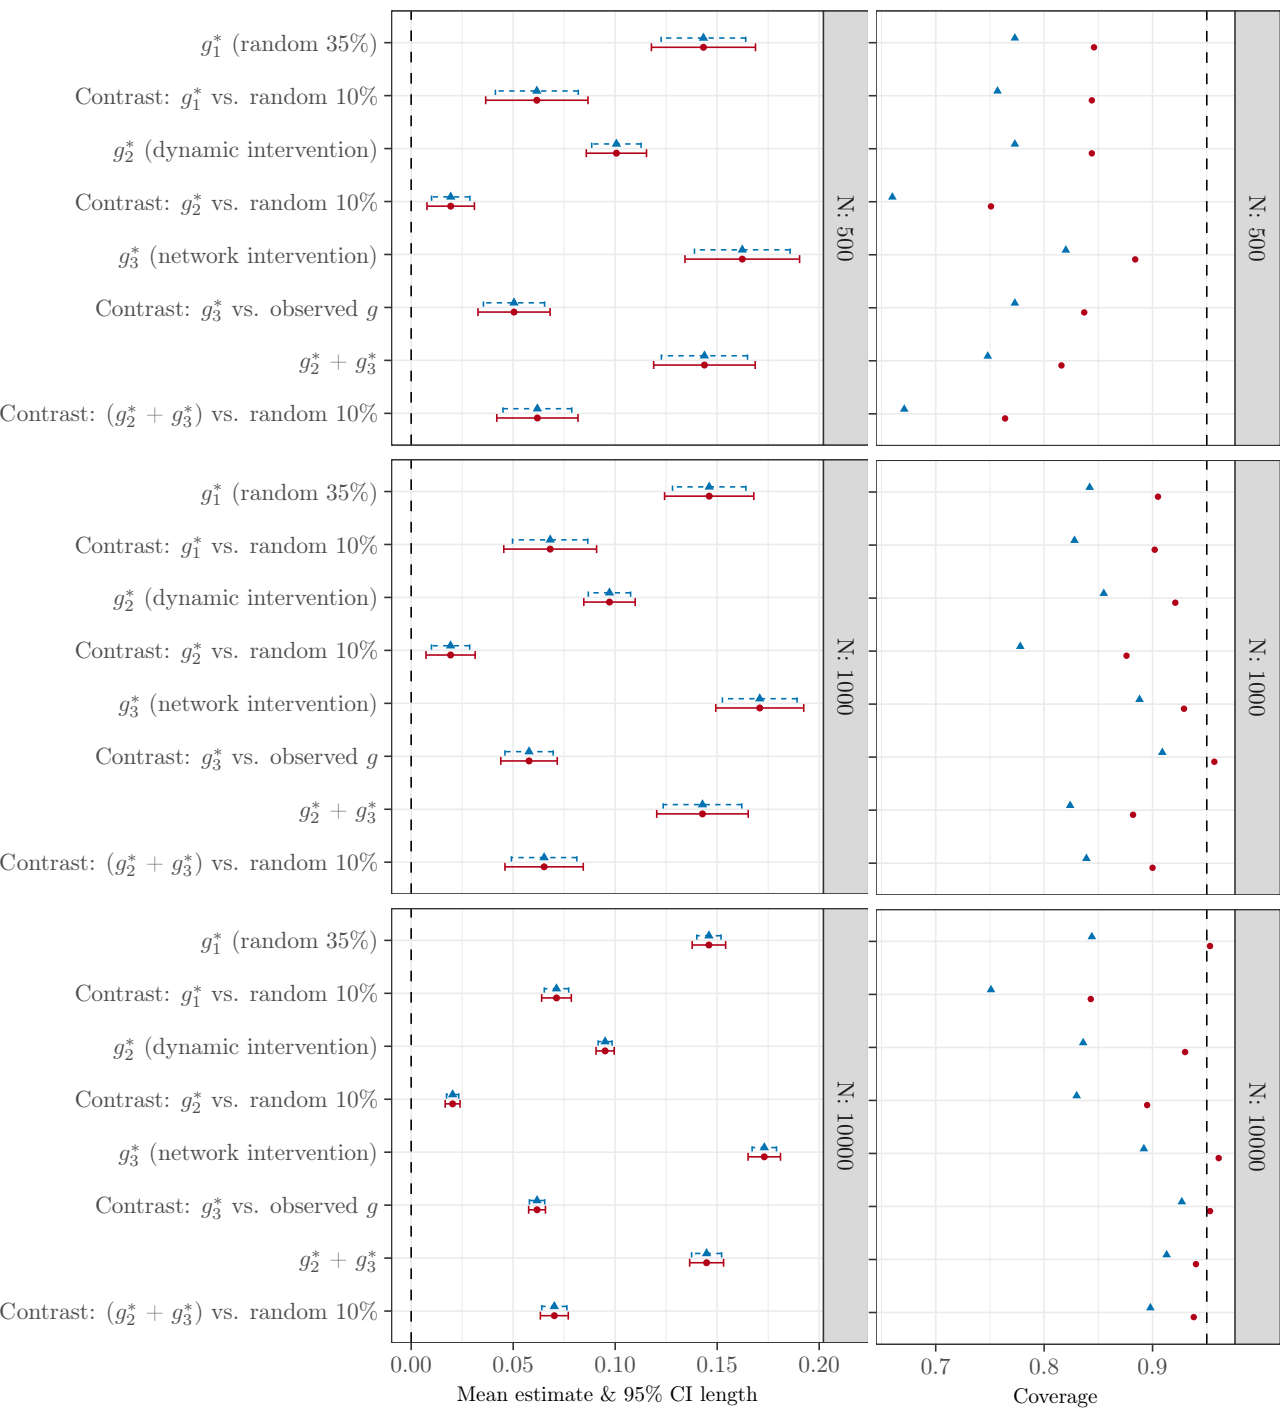 g₁* (random 35%)
Contrast: g₁* vs. random 10%
g₂* (dynamic intervention)
Contrast: g₂* vs. random 10%
g₃* (network intervention)
Contrast: g₃* vs. observed g
g₂* + g₃*
Contrast: (g₂* + g₃*) vs. random 10%
N: 500
N: 500
g₁* (random 35%)
Contrast: g₁* vs. random 10%
g₂* (dynamic intervention)
Contrast: g₂* vs. random 10%
g₃* (network intervention)
Contrast: g₃* vs. observed g
g₂* + g₃*
Contrast: (g₂* + g₃*) vs. random 10%
N: 1000
N: 1000
g₁* (random 35%)
Contrast: g₁* vs. random 10%
g₂* (dynamic intervention)
Contrast: g₂* vs. random 10%
g₃* (network intervention)
Contrast: g₃* vs. observed g
g₂* + g₃*
Contrast: (g₂* + g₃*) vs. random 10%
N: 10000
N: 10000
0.00 0.05 0.10 0.15 0.20
Mean estimate & 95% CI length
0.7 0.8 0.9
Coverage